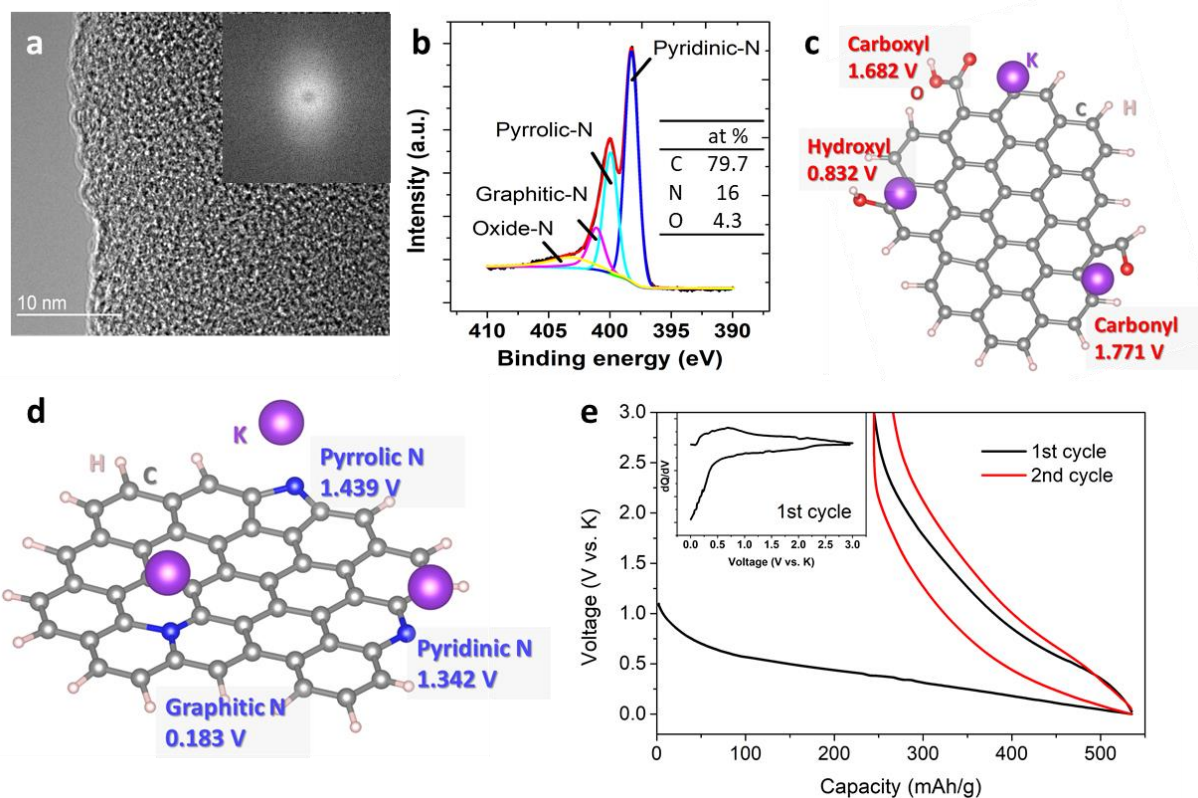 a
10 nm
b
Pyridinic-N
Pyrrolic-N
Graphitic-N
Oxide-N
at %
C 79.7
N 16
O 4.3
Intensity (a.u.)
410 405 400 395 390
Binding energy (eV)
c
Carboxyl
1.682 V
K
O
C
H
Hydroxyl
0.832 V
Carbonyl
1.771 V
d
K
H
C
Pyrrolic N
1.439 V
Pyridinic N
1.342 V
Graphitic N
0.183 V
e
Voltage (V vs. K)
3.0
2.5
2.0
1.5
1.0
0.5
0.0
0 100 200 300 400 500
Capacity (mAh/g)
1st cycle
2nd cycle
dQ/dV
1st cycle
0.0 0.5 1.0 1.5 2.0 2.5 3.0
Voltage (V vs. K)